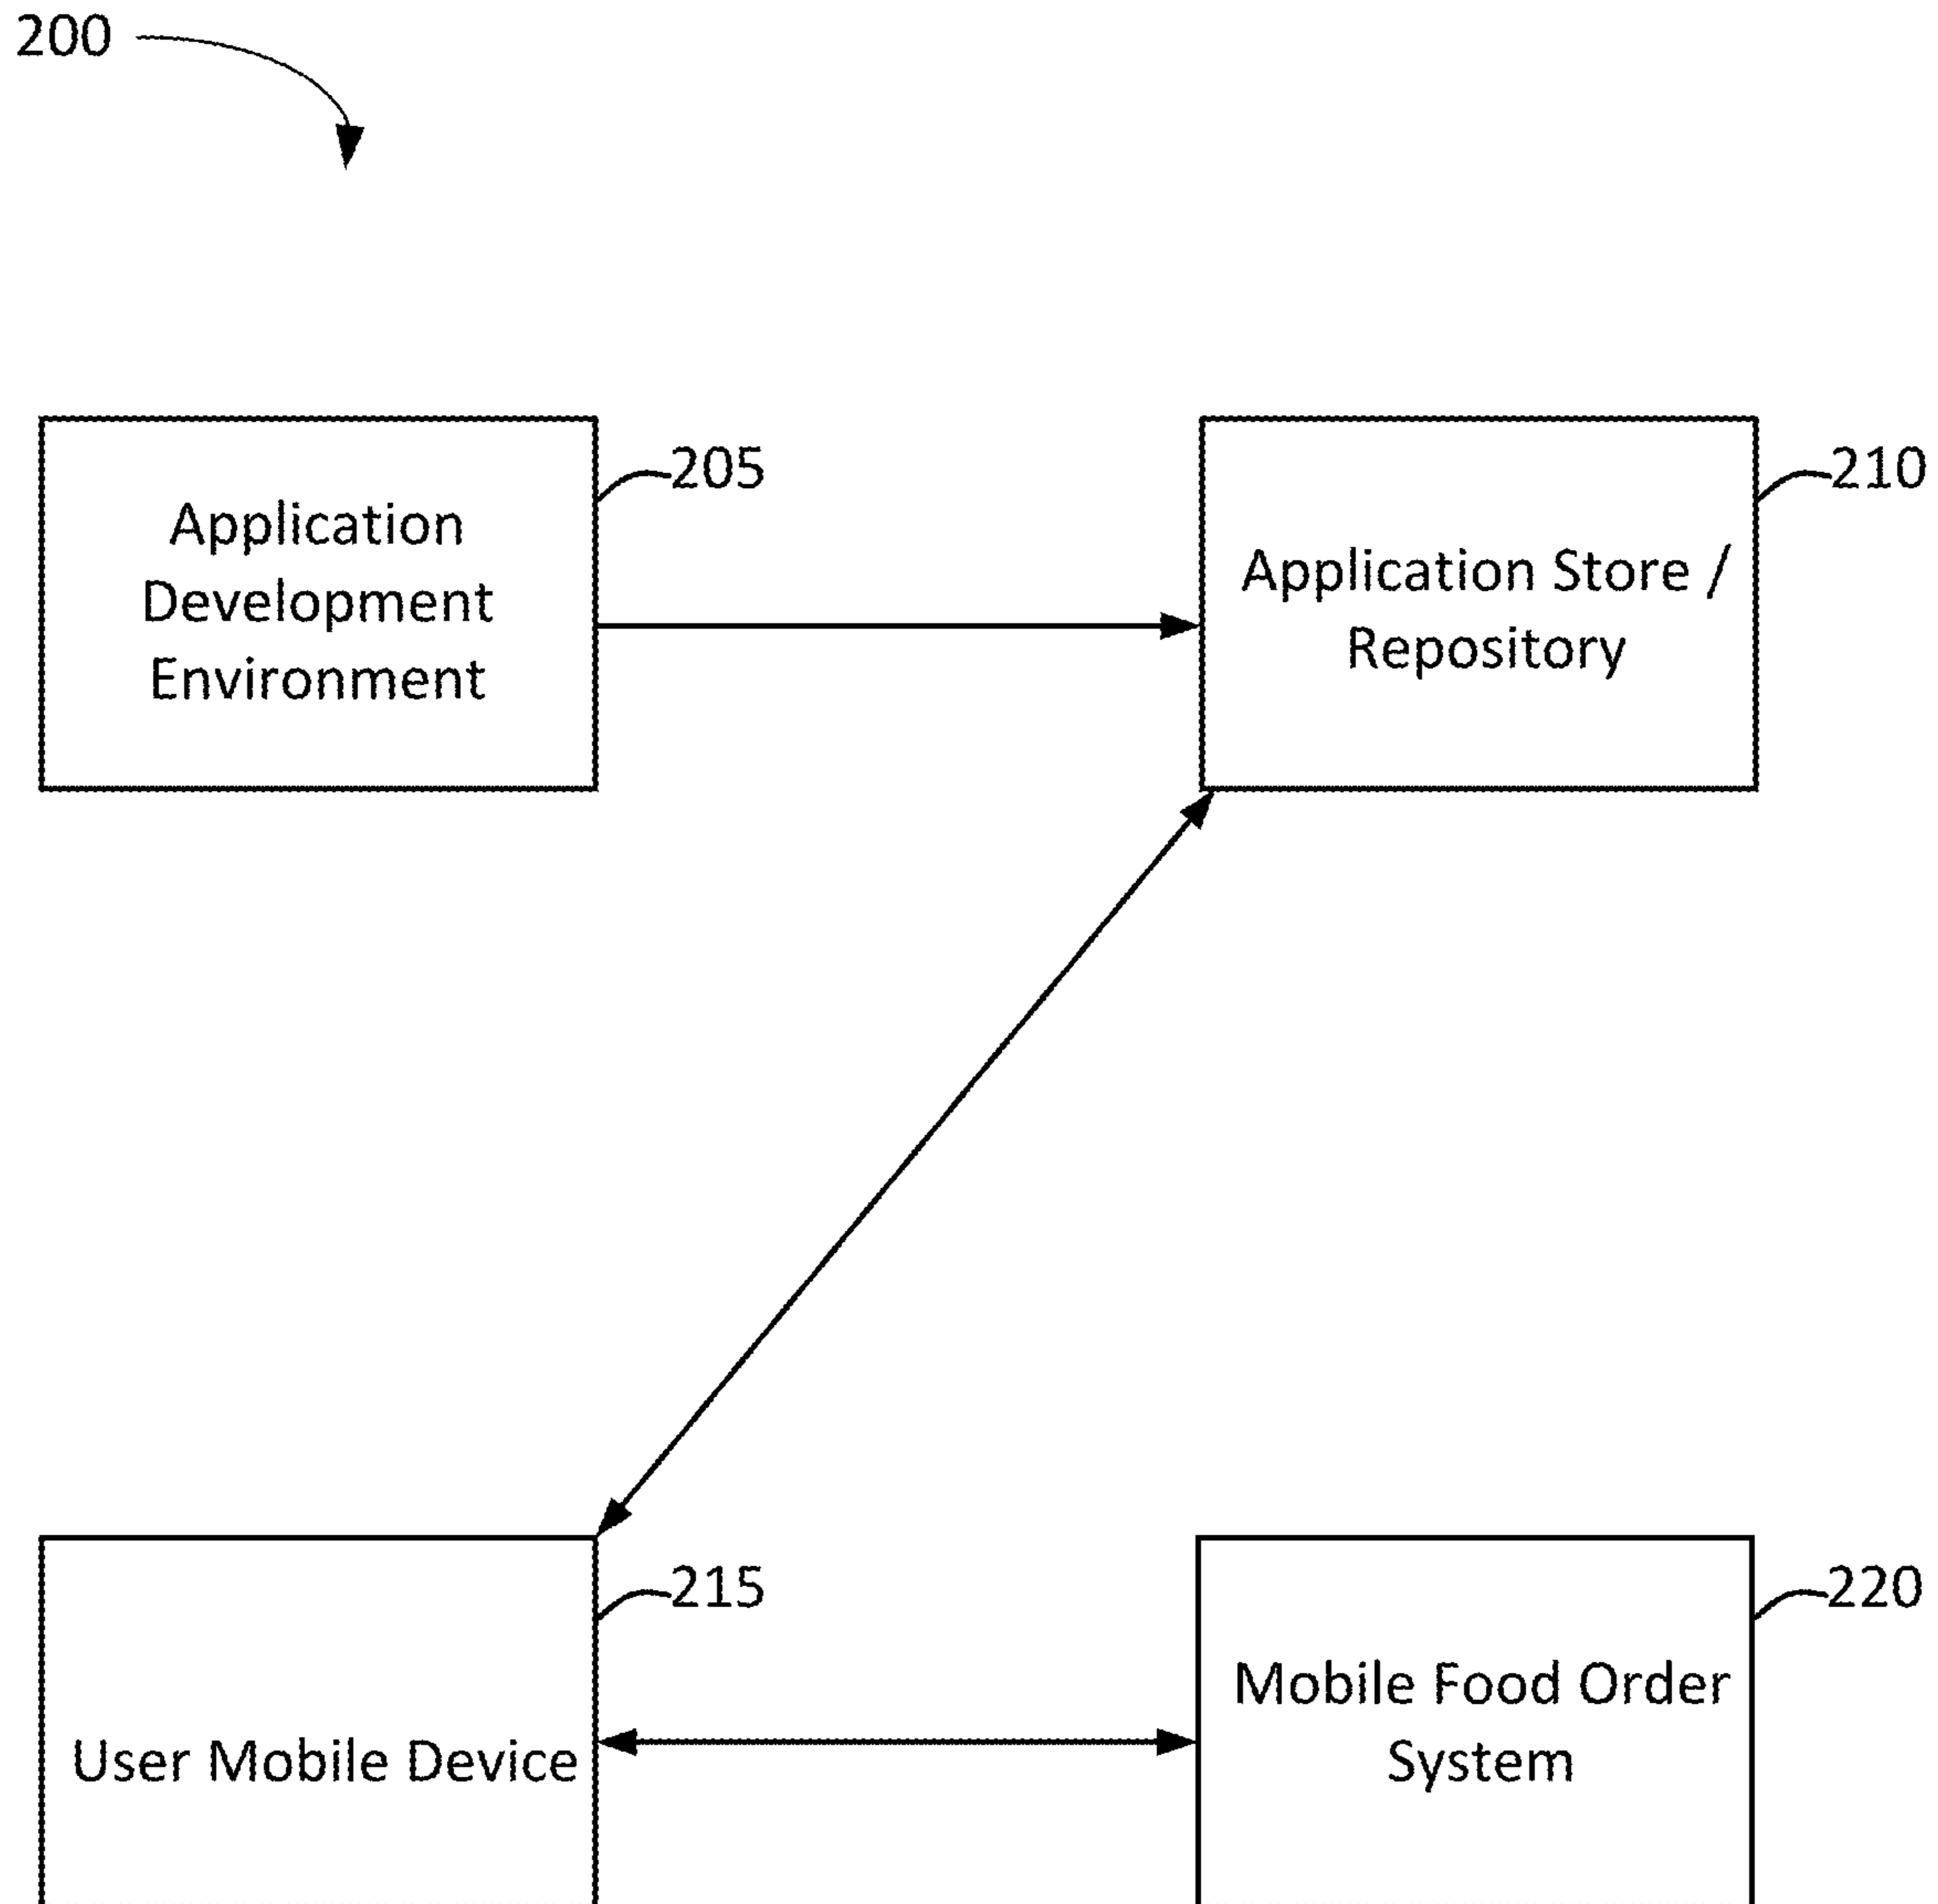 200
205
Application
Development
Environment
210
Application Store /
Repository
215
User Mobile Device
220
Mobile Food Order
System